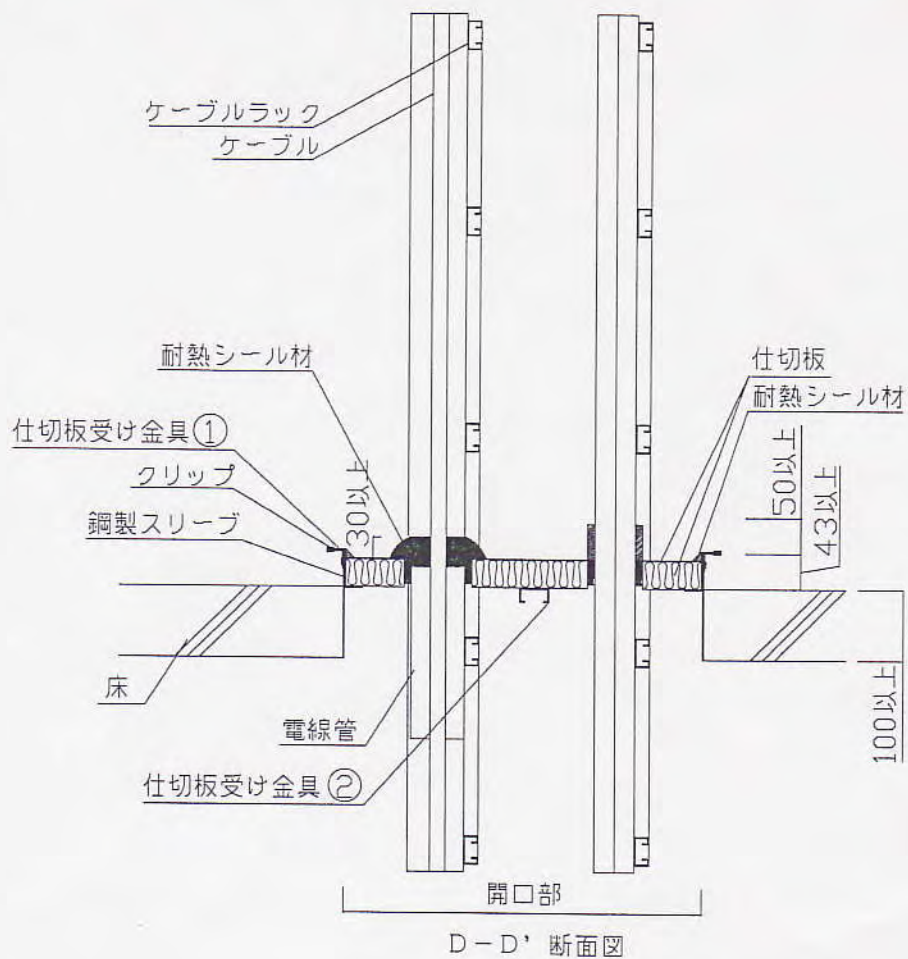 ケーブルラック
ケーブル
耐熱シール材
仕切板
耐熱シール材
仕切板受け金具①
クリップ
鋼製スリーブ
30以上
50以上
43以上
床
電線管
仕切板受け金具②
100以上
開口部
D-D'断面図